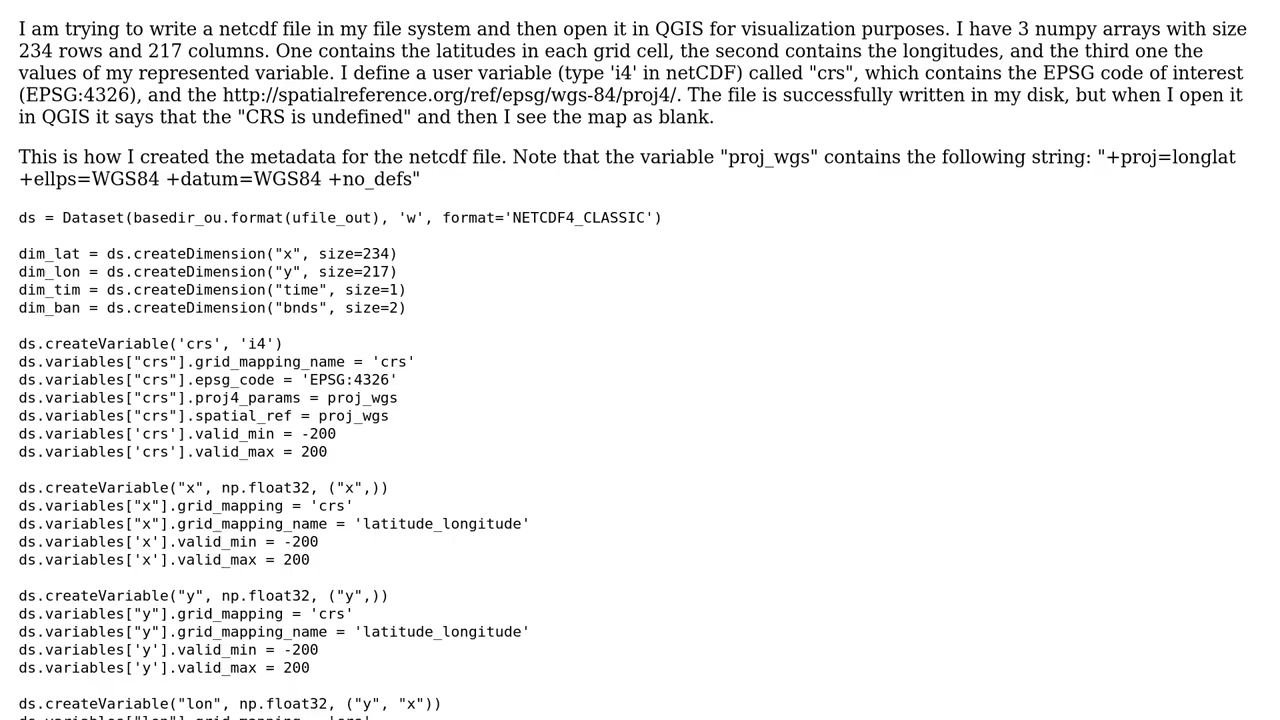 I am trying to write a netcdf file in my file system and then open it in QGIS for visualization purposes. I have 3 numpy arrays with size
234 rows and 217 columns. One contains the latitudes in each grid cell, the second contains the longitudes, and the third one the
values of my represented variable. I define a user variable (type 'i4' in netCDF) called "crs", which contains the EPSG code of interest
(EPSG:4326), and the http://spatialreference.org/ref/epsg/wgs-84/proj4/. The file is successfully written in my disk, but when I open it
in QGIS it says that the "CRS is undefined" and then I see the map as blank.
This is how I created the metadata for the netcdf file. Note that the variable "proj_wgs" contains the following string: "+proj=longlat
+ellps=WGS84 +datum=WGS84 +no_defs"
ds = Dataset(basedir_ou.format(ufile_out), 'w', format='NETCDF4_CLASSIC')
dim_lat = ds.createDimension("x", size=234)
dim_lon = ds.createDimension("y", size=217)
dim_tim = ds.createDimension("time", size=1)
dim_ban = ds.createDimension("bnds", size=2)
ds.createVariable('crs', 'i4')
ds.variables["crs"].grid_mapping_name = 'crs'
ds.variables["crs"].epsg_code = 'EPSG:4326'
ds.variables["crs"].proj4_params = proj_wgs
ds.variables["crs"].spatial_ref = proj_wgs
ds.variables['crs'].valid_min = -200
ds.variables['crs'].valid_max = 200
ds.createVariable("x", np.float32, ("x",))
ds.variables["x"].grid_mapping = 'crs'
ds.variables["x"].grid_mapping_name = 'latitude_longitude'
ds.variables['x'].valid_min = -200
ds.variables['x'].valid_max = 200
ds.createVariable("y", np.float32, ("y",))
ds.variables["y"].grid_mapping = 'crs'
ds.variables["y"].grid_mapping_name = 'latitude_longitude'
ds.variables['y'].valid_min = -200
ds.variables['y'].valid_max = 200
ds.createVariable("lon", np.float32, ("y", "x"))
ds.variables["lon"].grid_mapping = 'crs'